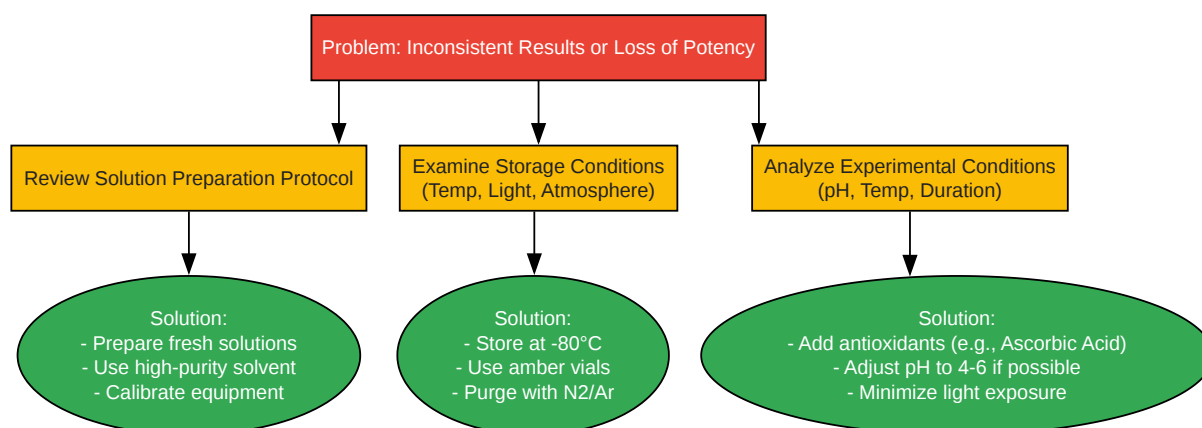 Problem: Inconsistent Results or Loss of Potency
Review Solution Preparation Protocol
Examine Storage Conditions
(Temp, Light, Atmosphere)
Analyze Experimental Conditions
(pH, Temp, Duration)
Solution:
- Prepare fresh solutions
- Use high-purity solvent
- Calibrate equipment
Solution:
- Store at -80°C
- Use amber vials
- Purge with N2/Ar
Solution:
- Add antioxidants (e.g., Ascorbic Acid)
- Adjust pH to 4-6 if possible
- Minimize light exposure